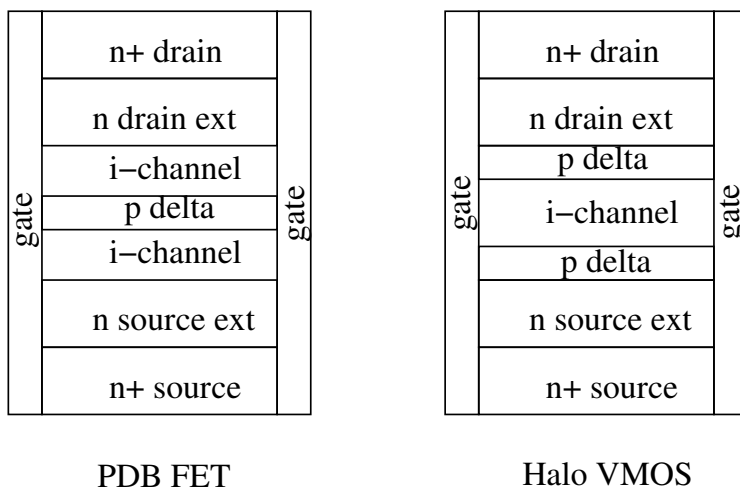 n+ drain
n drain ext
i−channel
p delta
i−channel
n source ext
n+ source
gate
gate
PDB FET
n+ drain
n drain ext
p delta
i−channel
p delta
n source ext
n+ source
gate
gate
Halo VMOS